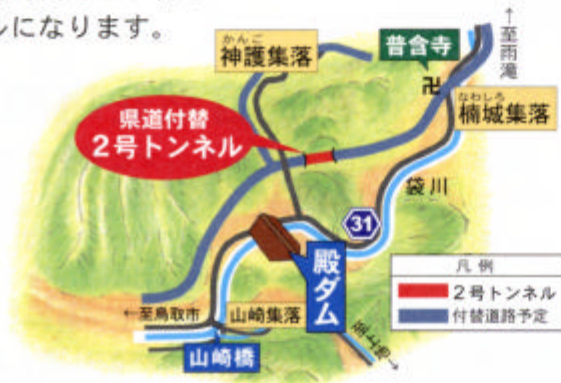 ルになります。
かんご
神護集落
普含寺
卍
↑至雨滝
なわしろ
楠城集落
県道付替
2号トンネル
袋川
31
殿ダム
凡例
2号トンネル
付替道路予定
←至鳥取市
山崎集落
山崎橋